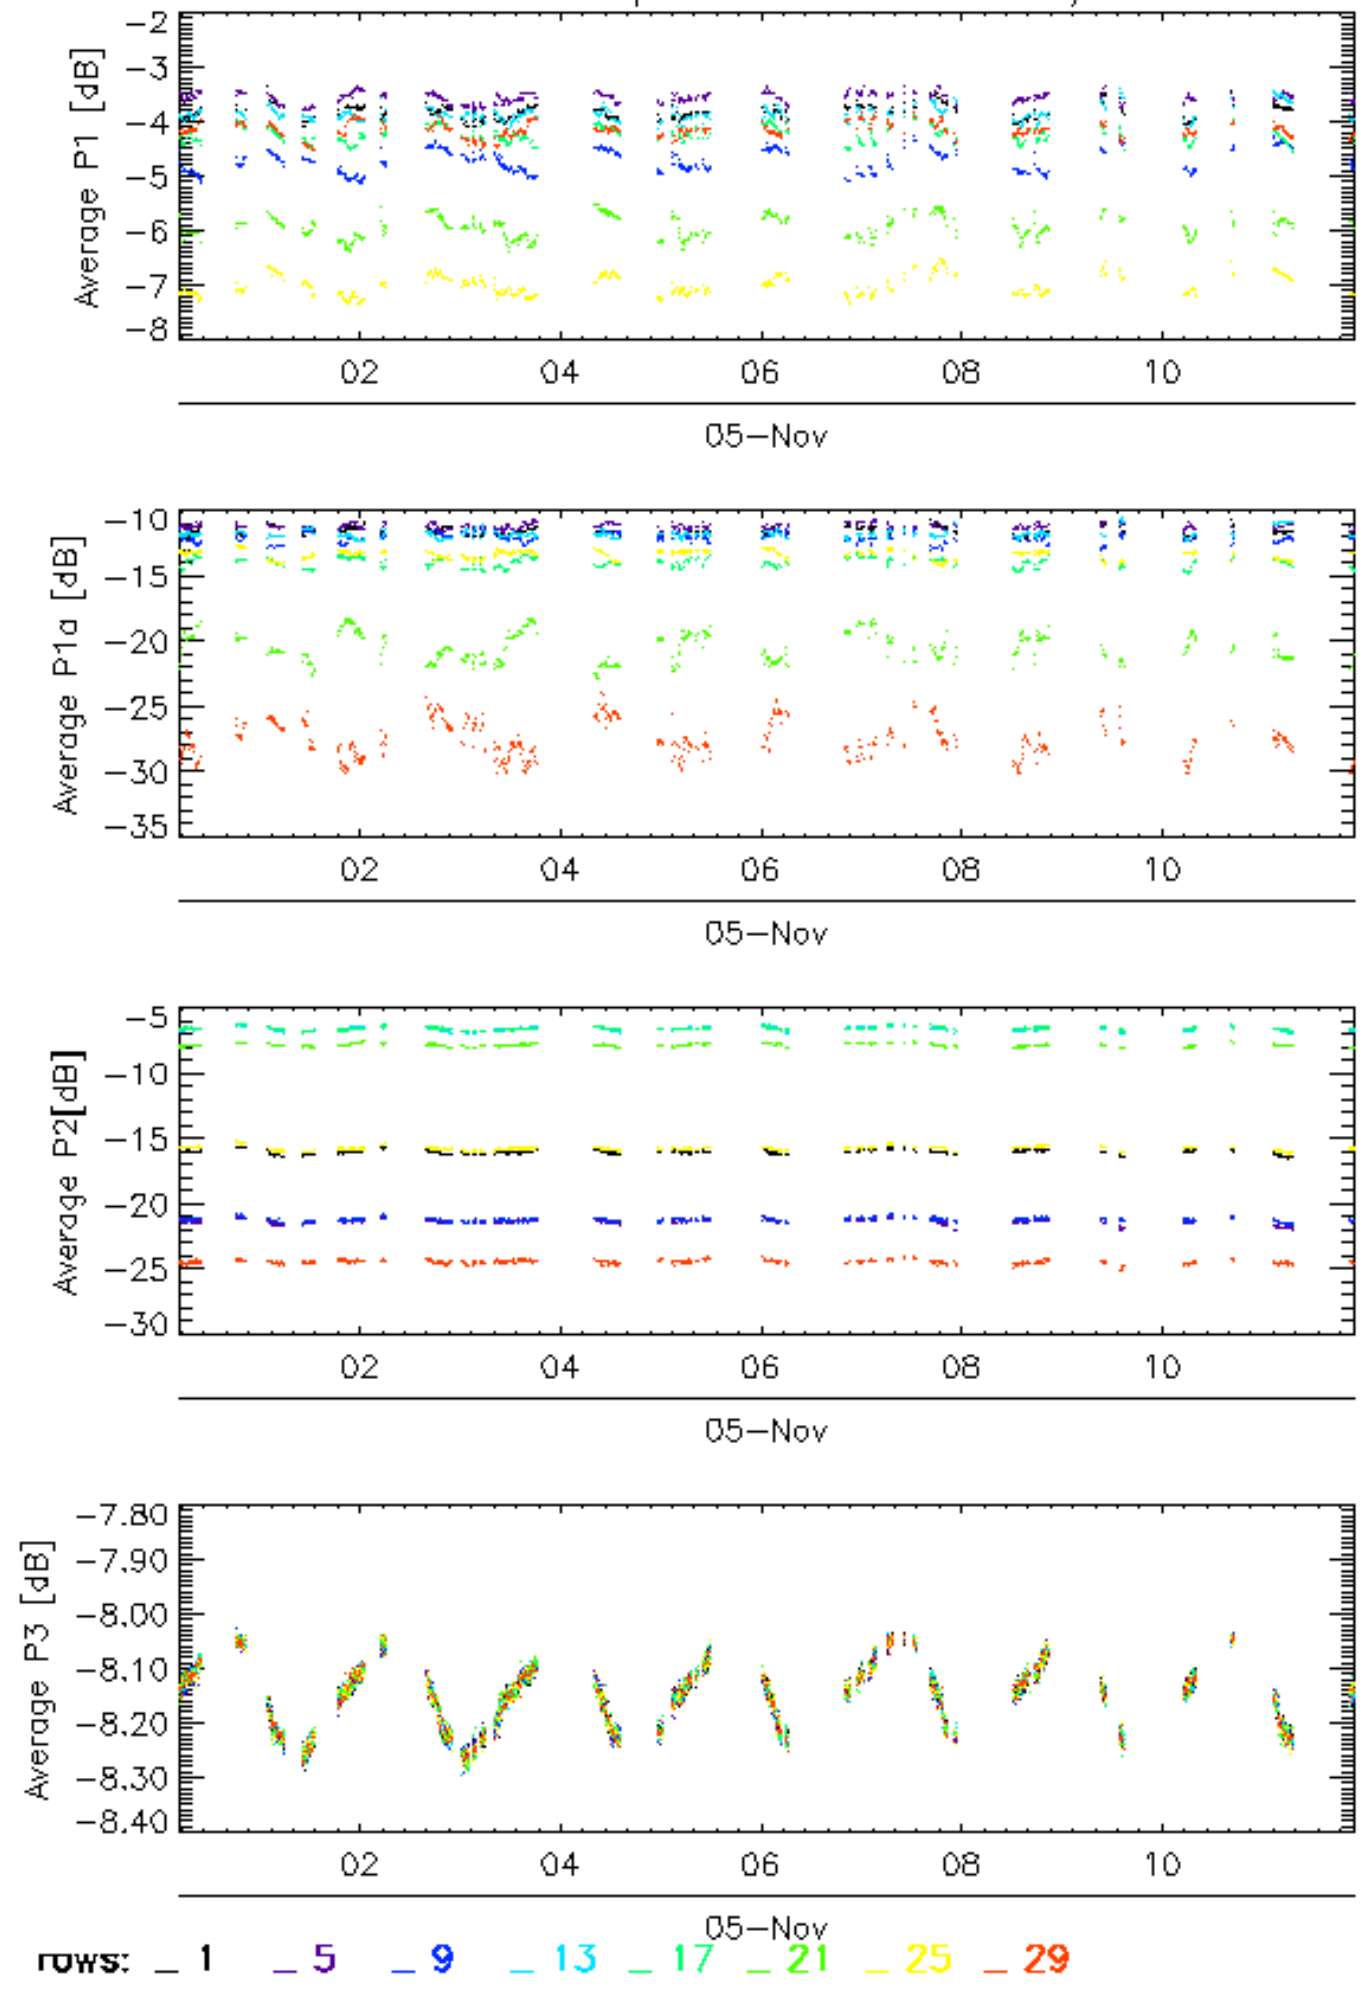 -2
-3
-4
-5
-6
-7
-8
Average P1 [dB]
02 04 06 08 10
05-Nov
-10
-15
-20
-25
-30
-35
Average P1a [dB]
02 04 06 08 10
05-Nov
-5
-10
-15
-20
-25
-30
Average P2[dB]
02 04 06 08 10
05-Nov
-7.80
-7.90
-8.00
-8.10
-8.20
-8.30
-8.40
Average P3 [dB]
02 04 06 08 10
05-Nov
rows: _ 1 _ 5 _ 9 _ 13 _ 17 _ 21 _ 25 _ 29